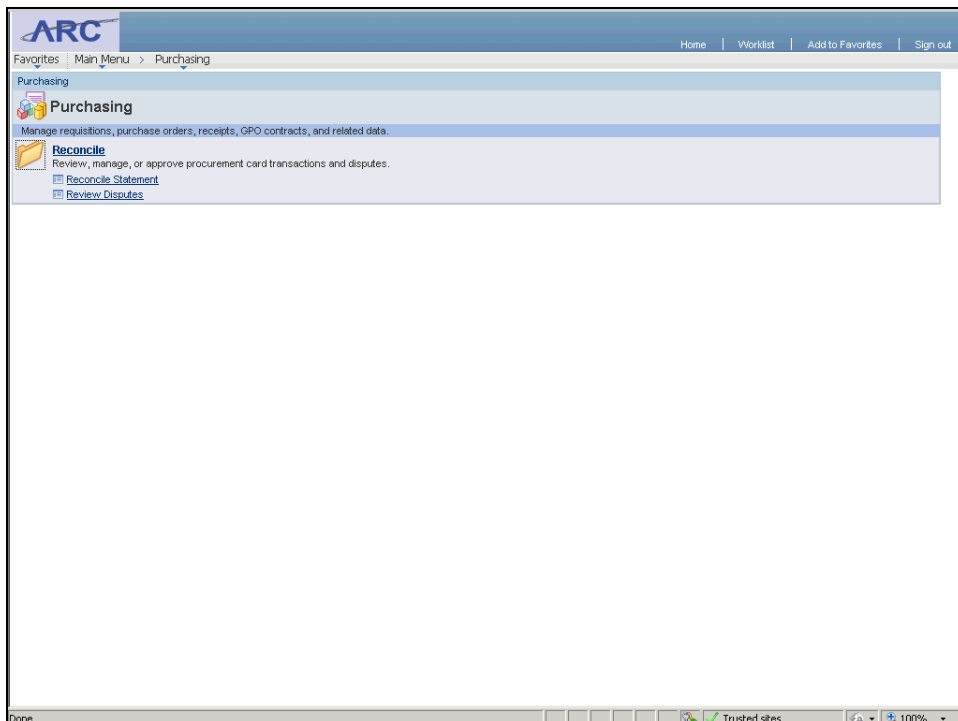 ARC
Home | Worklist | Add to Favorites | Sign out
Favorites Main Menu > Purchasing
Purchasing
Purchasing
Manage requisitions, purchase orders, receipts, GPO contracts, and related data.
Reconcile
Review, manage, or approve procurement card transactions and disputes.
Reconcile Statement
Review Disputes
Done Trusted sites 100%